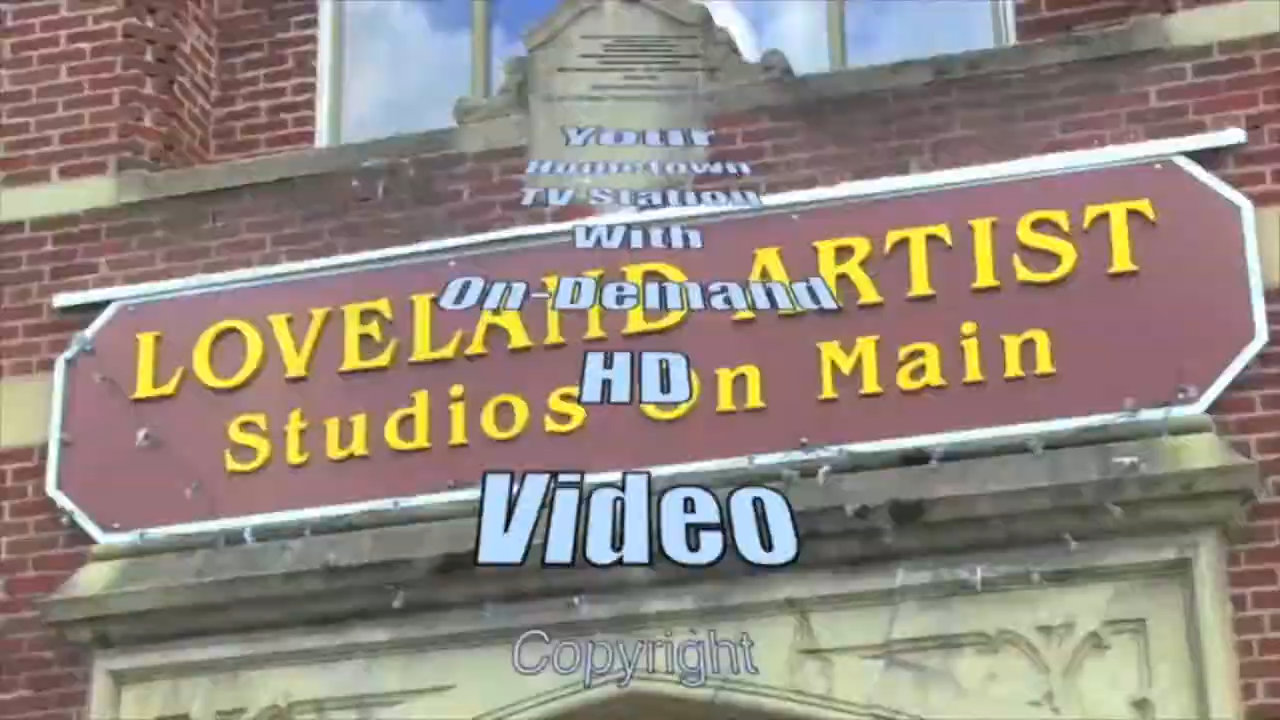 Your
Hometown
TV Station
With
On-Demand
HD
Video
LOVELAND ARTIST
Studios On Main
Copyright